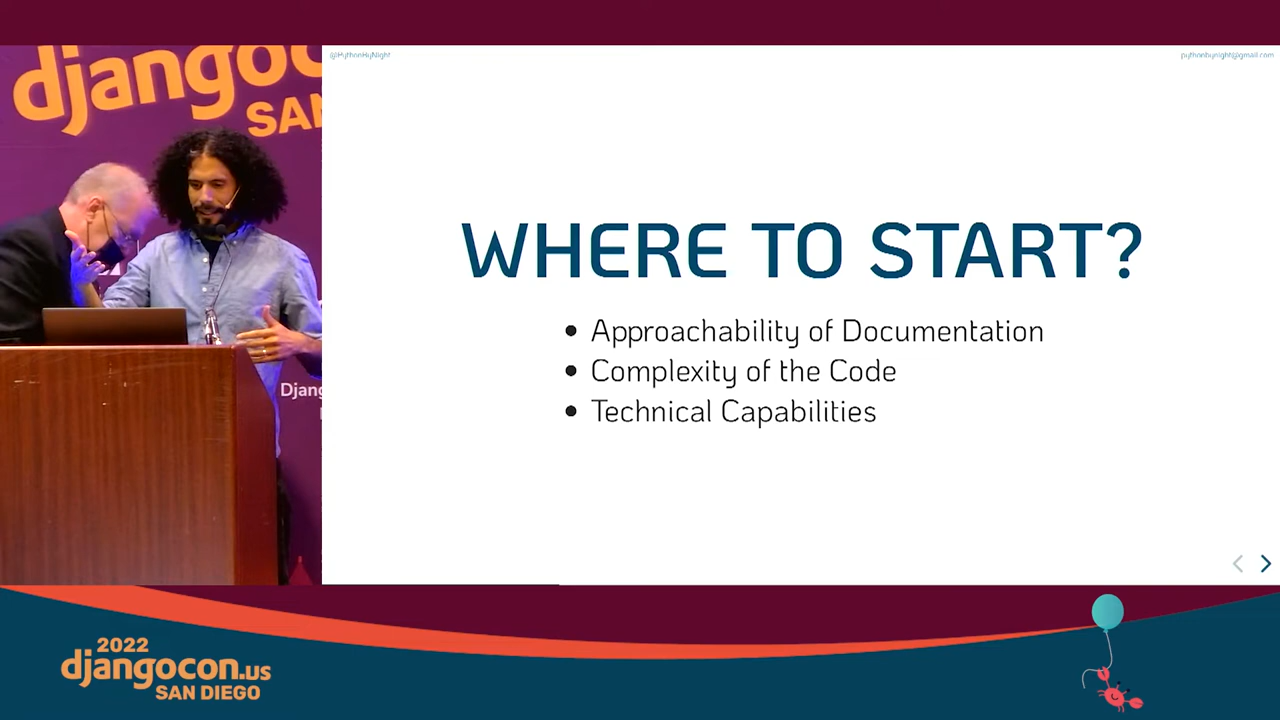 djangoc
SAN
Djang
@PythonByNight
pythonbynight@gmail.com
WHERE TO START?
• Approachability of Documentation
• Complexity of the Code
• Technical Capabilities
2022
djangocon.us
SAN DIEGO